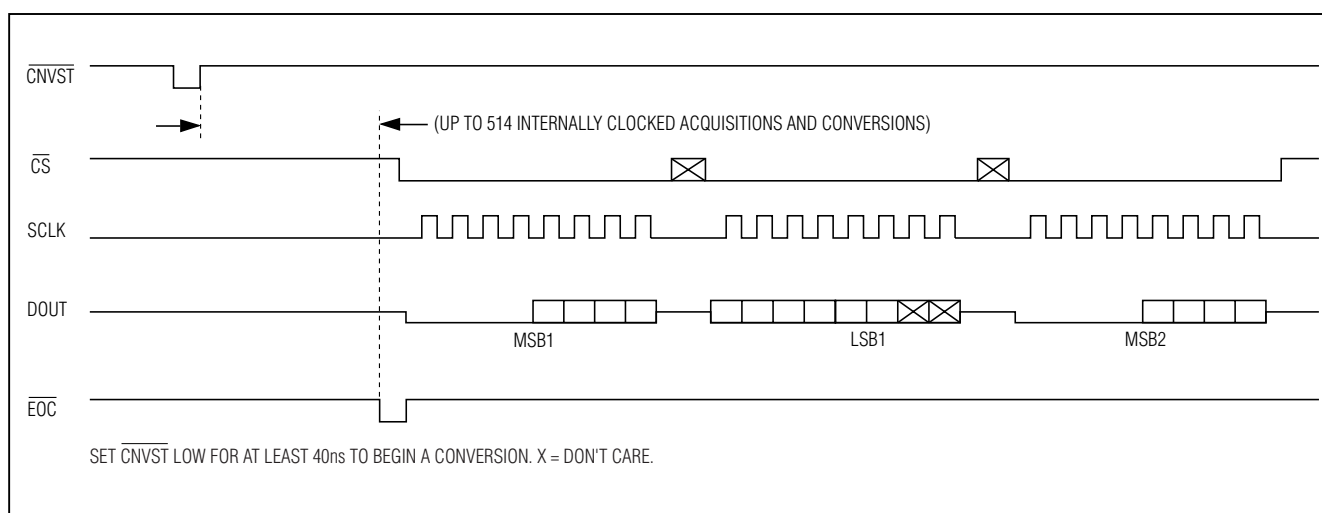 CNVST
(UP TO 514 INTERNALLY CLOCKED ACQUISITIONS AND CONVERSIONS)
CS
SCLK
DOUT
MSB1
LSB1
MSB2
EOC
SET CNVST LOW FOR AT LEAST 40ns TO BEGIN A CONVERSION. X = DON'T CARE.